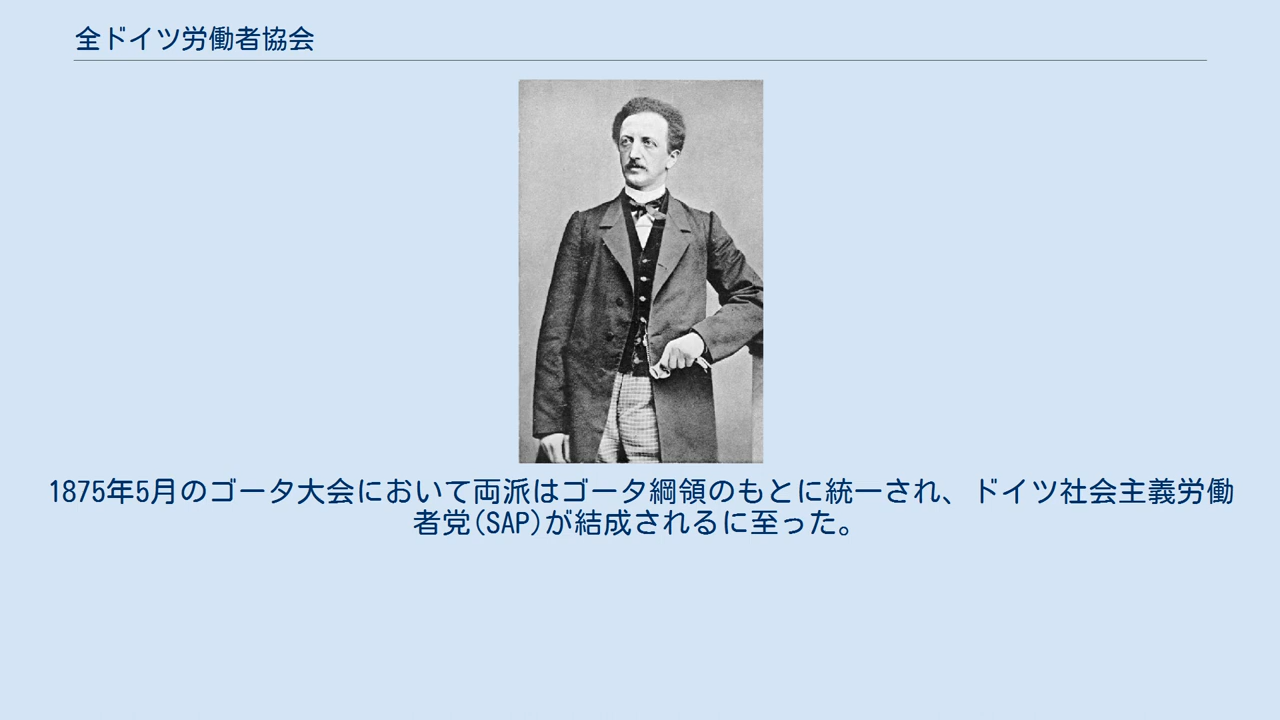 全ドイツ労働者協会
1875年5月のゴータ大会において両派はゴータ綱領のもとに統一され、ドイツ社会主義労働
者党(SAP)が結成されるに至った。